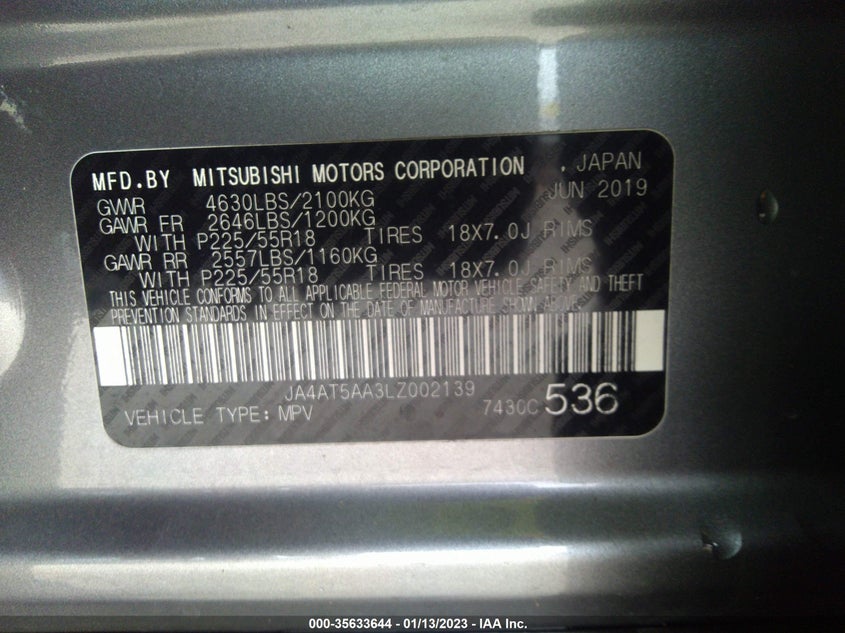 MFD.BY MITSUBISHI MOTORS CORPORATION , JAPAN
GVWR 4630LBS/2100KG JUN 2019
GAWR FR 2646LBS/1200KG
WITH P225/55R18 TIRES 18X7.0J RIMS
GAWR RR 2557LBS/1160KG
WITH P225/55R18 TIRES 18X7.0J RIMS
THIS VEHICLE CONFORMS TO ALL APPLICABLE FEDERAL MOTOR VEHICLE SAFETY AND THEFT
PREVENTION STANDARDS IN EFFECT ON THE DATE OF MANUFACTURE SHOWN ABOVE.
JA4AT5AA3LZ002139
VEHICLE TYPE: MPV 7430C 536
000-35633644 - 01/13/2023 - IAA Inc.